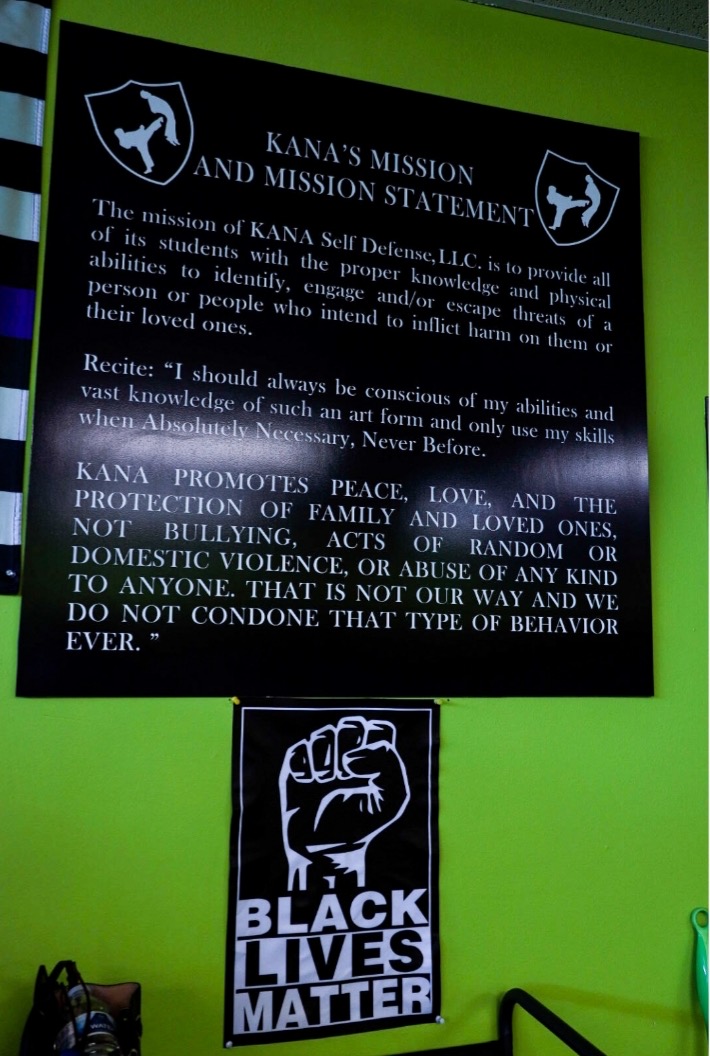 KANA'S MISSION
AND MISSION STATEMENT
The mission of KANA Self Defense, LLC. is to provide all
of its students with the proper knowledge and physical
abilities to identify, engage and/or escape threats of a
person or people who intend to inflict harm on them or
their loved ones.
Recite: “I should always be conscious of my abilities and
vast knowledge of such an art form and only use my skills
when Absolutely Necessary, Never Before.
KANA PROMOTES PEACE, LOVE, AND THE
PROTECTION OF FAMILY AND LOVED ONES,
NOT BULLYING, ACTS OF RANDOM OR
DOMESTIC VIOLENCE, OR ABUSE OF ANY KIND
TO ANYONE. THAT IS NOT OUR WAY AND WE
DO NOT CONDONE THAT TYPE OF BEHAVIOR
EVER. ”
BLACK
LIVES
MATTER